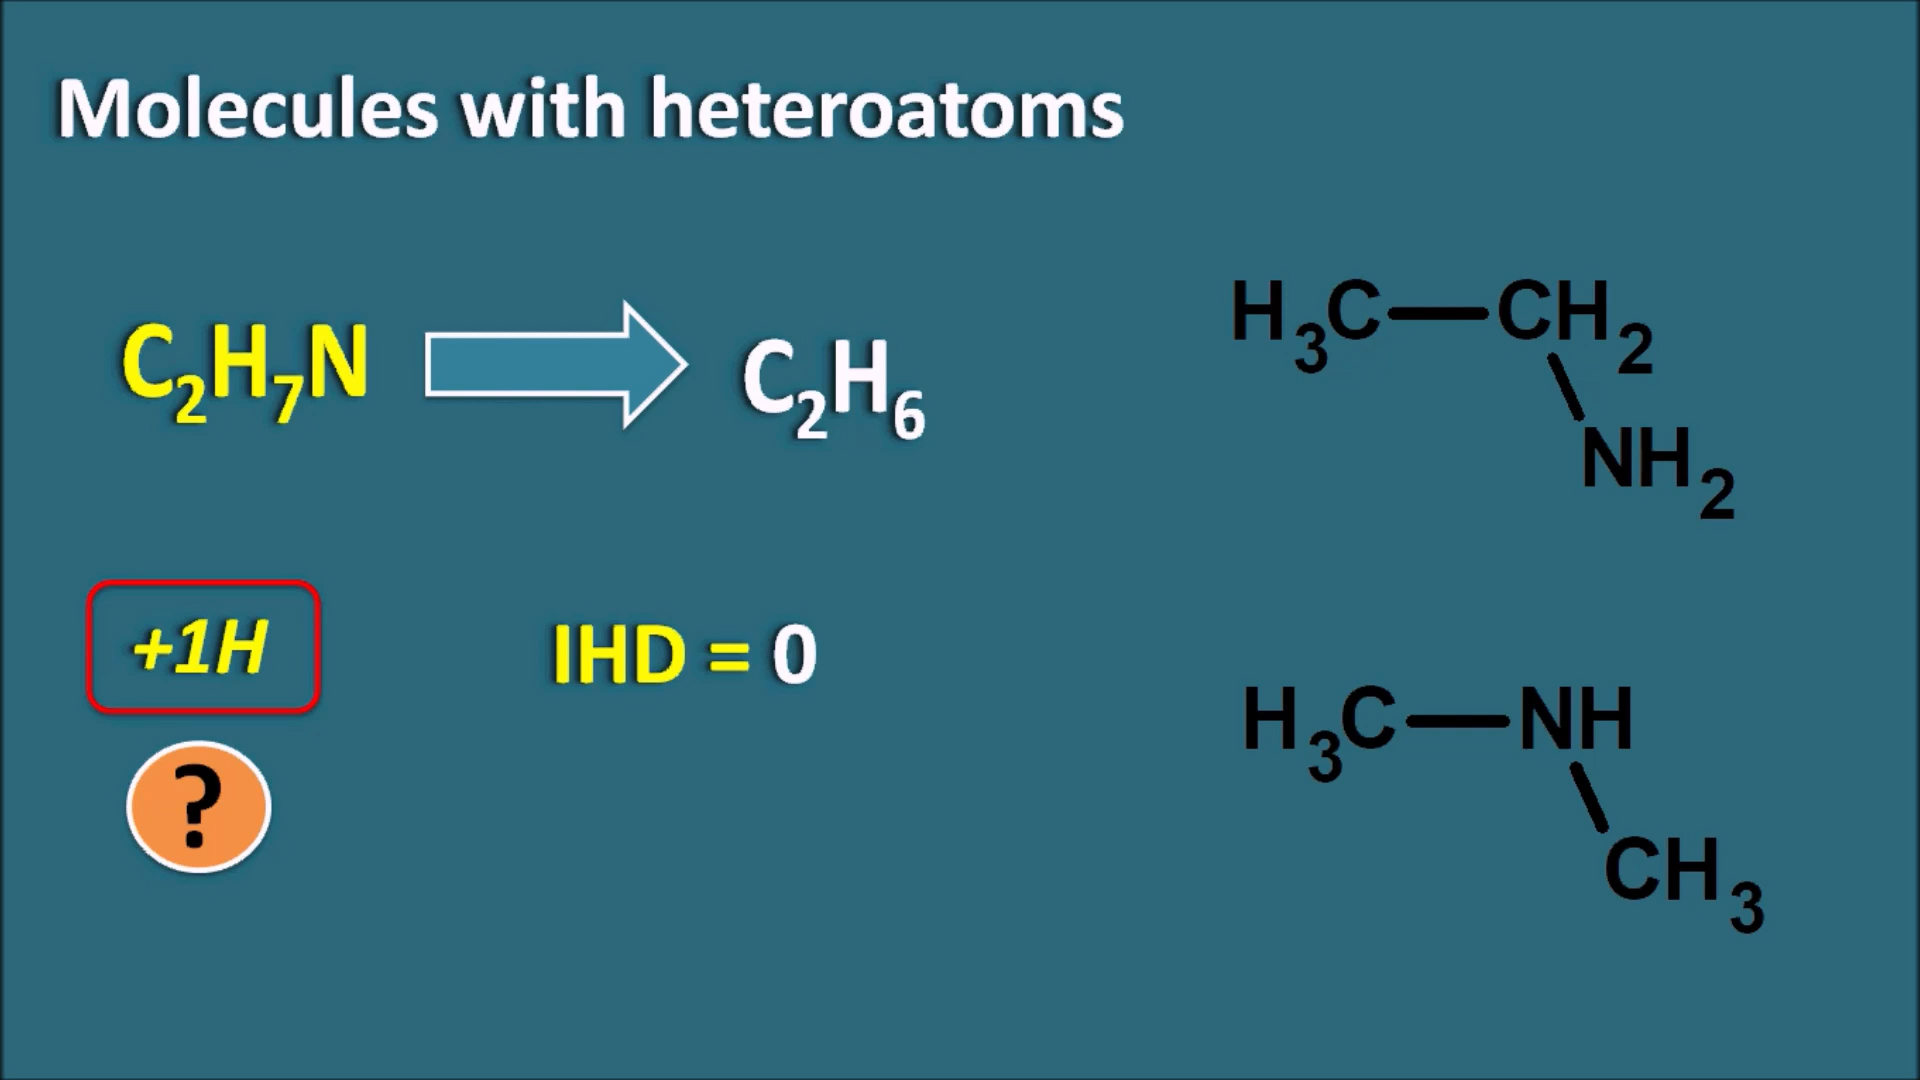 Molecules with heteroatoms
C₂H₇N
C₂H₆
H₃C—CH₂
NH₂
+1H
IHD = 0
?
H₃C—NH
CH₃